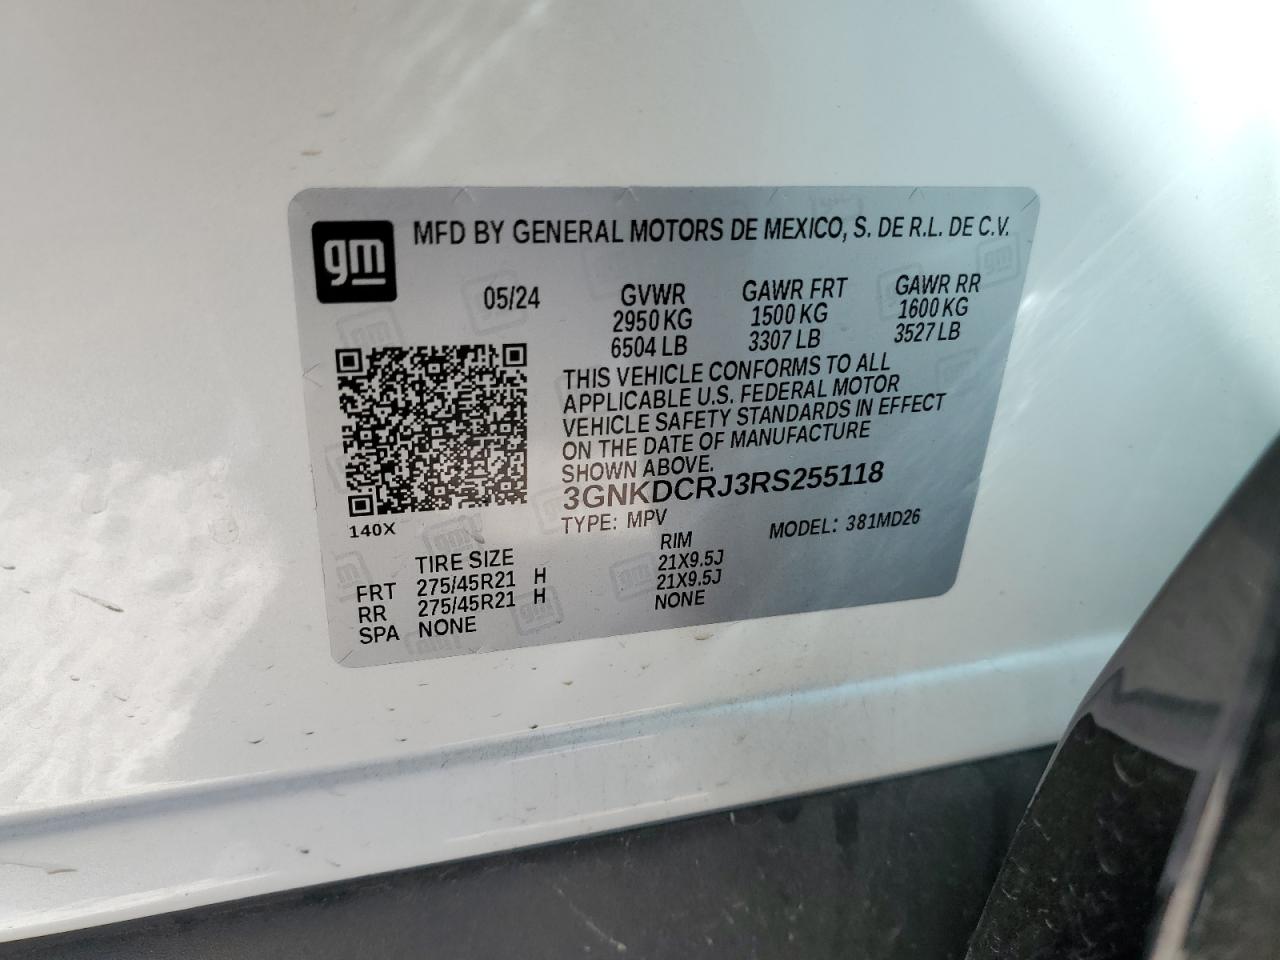 gm
MFD BY GENERAL MOTORS DE MEXICO, S. DE R.L. DE C.V.
05/24
GVWR
2950 KG
6504 LB
GAWR FRT
1500 KG
3307 LB
GAWR RR
1600 KG
3527 LB
THIS VEHICLE CONFORMS TO ALL
APPLICABLE U.S. FEDERAL MOTOR
VEHICLE SAFETY STANDARDS IN EFFECT
ON THE DATE OF MANUFACTURE
SHOWN ABOVE.
3GNKDCRJ3RS255118
TYPE: MPV
MODEL: 381MD26
140X
TIRE SIZE
RIM
FRT 275/45R21 H 21X9.5J
RR 275/45R21 H 21X9.5J
SPA NONE NONE